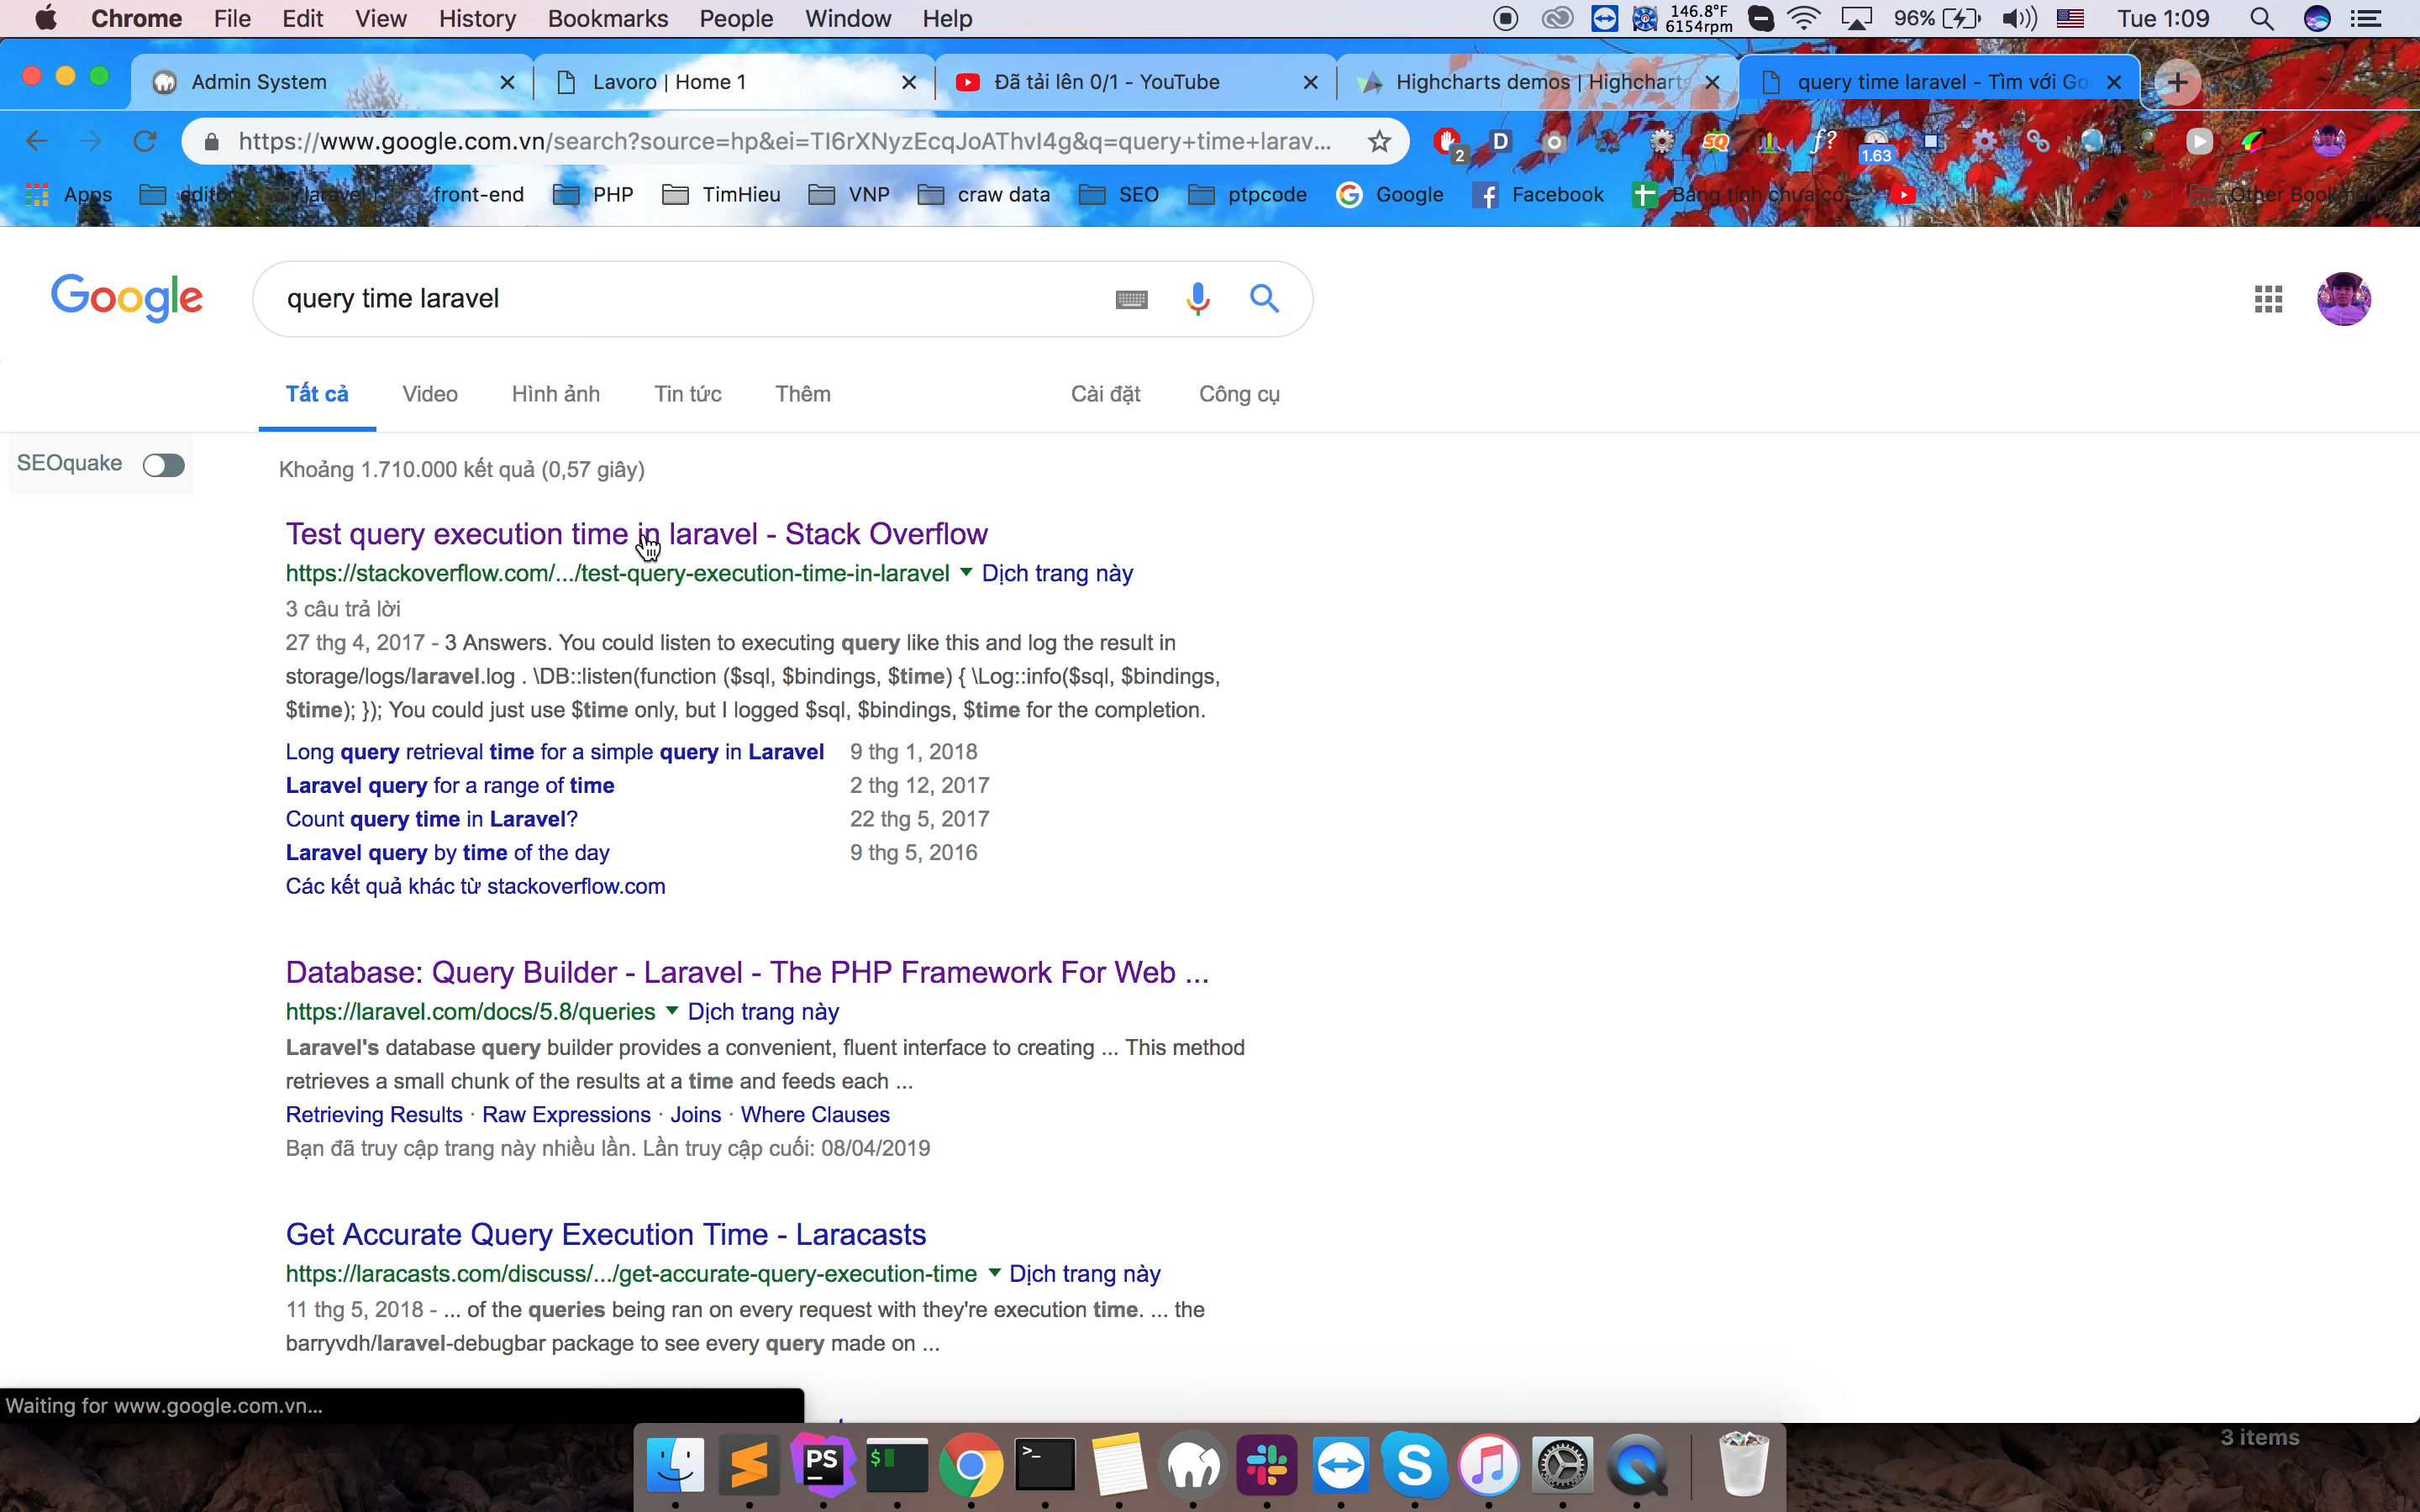 Chrome File Edit View History Bookmarks People Window Help 146.8°F 6154rpm 96% Tue 1:09
Admin System Lavoro | Home 1 Đã tải lên 0/1 - YouTube Highcharts demos | Highchart query time laravel - Tìm với Go
https://www.google.com.vn/search?source=hp&ei=TI6rXNyzEcqJoAThvI4g&q=query+time+larav... 2 D SQ f? 1.63
Apps editor laravel front-end PHP TimHieu VNP craw data SEO ptpcode Google Facebook Bảng tính chưa có » Other Bookmarks
Google query time laravel
Tất cả Video Hình ảnh Tin tức Thêm Cài đặt Công cụ
SEOquake
Khoảng 1.710.000 kết quả (0,57 giây)
Test query execution time in laravel - Stack Overflow
https://stackoverflow.com/.../test-query-execution-time-in-laravel Dịch trang này
3 câu trả lời
27 thg 4, 2017 - 3 Answers. You could listen to executing query like this and log the result in
storage/logs/laravel.log . \DB::listen(function ($sql, $bindings, $time) { \Log::info($sql, $bindings,
$time); }); You could just use $time only, but I logged $sql, $bindings, $time for the completion.
Long query retrieval time for a simple query in Laravel 9 thg 1, 2018
Laravel query for a range of time 2 thg 12, 2017
Count query time in Laravel? 22 thg 5, 2017
Laravel query by time of the day 9 thg 5, 2016
Các kết quả khác từ stackoverflow.com
Database: Query Builder - Laravel - The PHP Framework For Web ...
https://laravel.com/docs/5.8/queries Dịch trang này
Laravel's database query builder provides a convenient, fluent interface to creating ... This method
retrieves a small chunk of the results at a time and feeds each ...
Retrieving Results · Raw Expressions · Joins · Where Clauses
Bạn đã truy cập trang này nhiều lần. Lần truy cập cuối: 08/04/2019
Get Accurate Query Execution Time - Laracasts
https://laracasts.com/discuss/.../get-accurate-query-execution-time Dịch trang này
11 thg 5, 2018 - ... of the queries being ran on every request with they're execution time. ... the
barryvdh/laravel-debugbar package to see every query made on ...
Waiting for www.google.com.vn...
3 items
PS $ >_ S